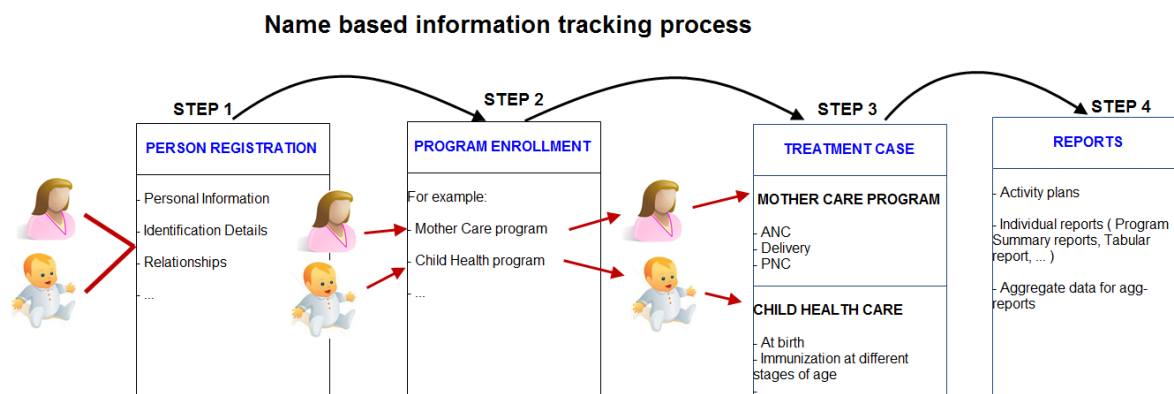 Name based information tracking process
STEP 1
PERSON REGISTRATION
- Personal Information
- Identification Details
- Relationships
- ...
STEP 2
PROGRAM ENROLLMENT
For example:
- Mother Care program
- Child Health program
- ...
STEP 3
TREATMENT CASE
MOTHER CARE PROGRAM
- ANC
- Delivery
- PNC
CHILD HEALTH CARE
- At birth
- Immunization at different
stages of age
STEP 4
REPORTS
- Activity plans
- Individual reports ( Program
Summary reports, Tabular
report, ... )
- Aggregate data for agg-
reports